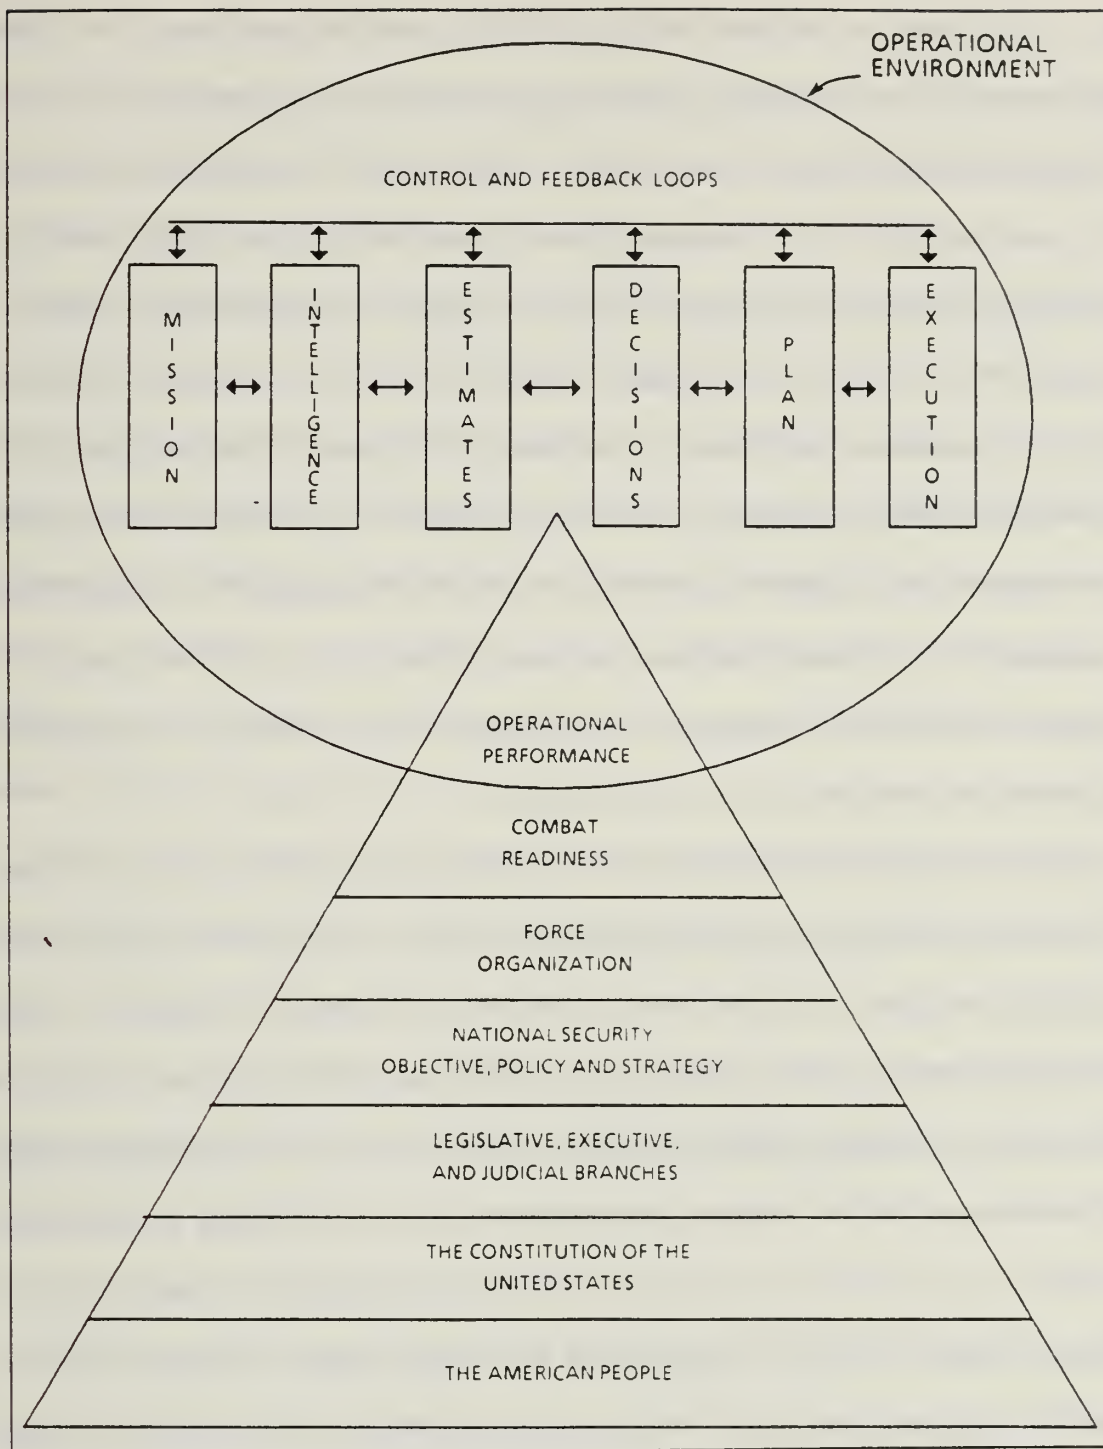 OPERATIONAL
ENVIRONMENT
CONTROL AND FEEDBACK LOOPS
MISSION
INTELLIGENCE
ESTIMATES
DECISIONS
PLAN
EXECUTION
OPERATIONAL
PERFORMANCE
COMBAT
READINESS
FORCE
ORGANIZATION
NATIONAL SECURITY
OBJECTIVE, POLICY AND STRATEGY
LEGISLATIVE, EXECUTIVE,
AND JUDICIAL BRANCHES
THE CONSTITUTION OF THE
UNITED STATES
THE AMERICAN PEOPLE